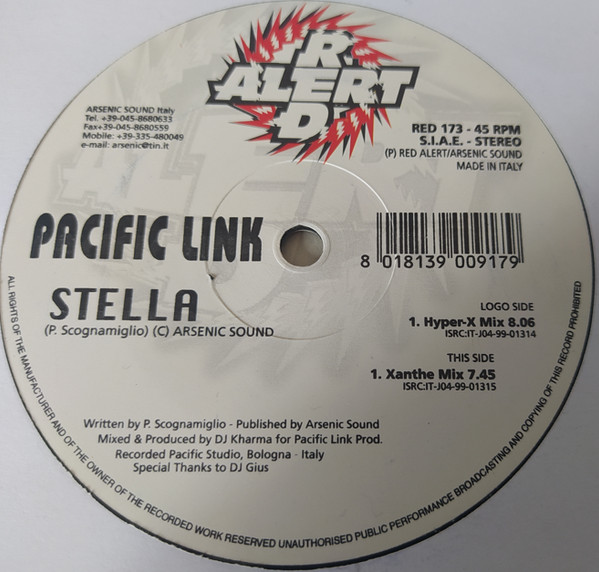 RED
ALERT
ARSENIC SOUND Italy
Tel. +39-045-8680633
Fax+39-045-8680559
Mobile: +39-335-480049
e-mail: arsenic@tin.it
RED 173 - 45 RPM
S.I.A.E. - STEREO
(P) RED ALERT/ARSENIC SOUND
MADE IN ITALY
PACIFIC LINK
8 018139 009179
STELLA
(P. Scognamiglio) (C) ARSENIC SOUND
LOGO SIDE
1. Hyper-X Mix 8.06
ISRC:IT-J04-99-01314
THIS SIDE
1. Xanthe Mix 7.45
ISRC:IT-J04-99-01315
Written by P. Scognamiglio - Published by Arsenic Sound
Mixed & Produced by DJ Kharma for Pacific Link Prod.
Recorded Pacific Studio, Bologna - Italy
Special Thanks to DJ Gius
ALL RIGHTS OF THE MANUFACTURER AND OF THE OWNER OF THE RECORDED WORK RESERVED UNAUTHORISED PUBLIC PERFORMANCE BROADCASTING AND COPYING OF THIS RECORD PROHIBITED